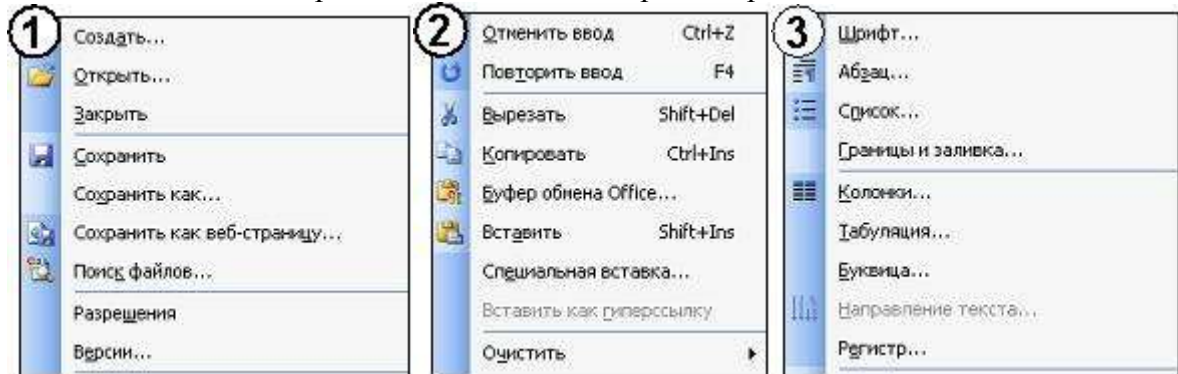 1
Создать...
Открыть...
Закрыть
Сохранить
Сохранить как...
Сохранить как веб-страницу...
Поиск файлов...
Разрешения
Версии...
2
Отменить ввод Ctrl+Z
Повторить ввод F4
Вырезать Shift+Del
Копировать Ctrl+Ins
Буфер обмена Office...
Вставить Shift+Ins
Специальная вставка...
Вставить как гиперссылку
Очистить
3
Шрифт...
Абзац...
Список...
Границы и заливка...
Колонки...
Табуляция...
Буквица...
Направление текста...
Регистр...